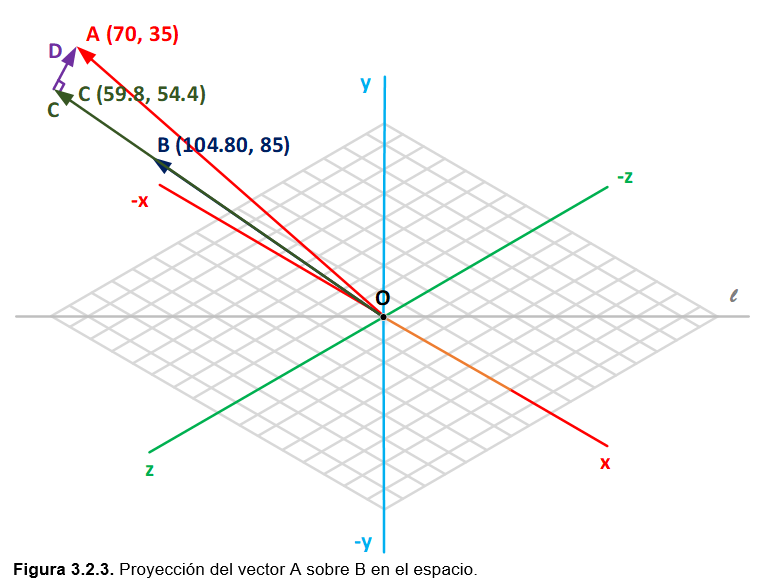 A (70, 35)
D
C (59.8, 54.4)
C
y
B (104.80, 85)
-z
-x
O
ℓ
z
x
-y
Figura 3.2.3. Proyección del vector A sobre B en el espacio.